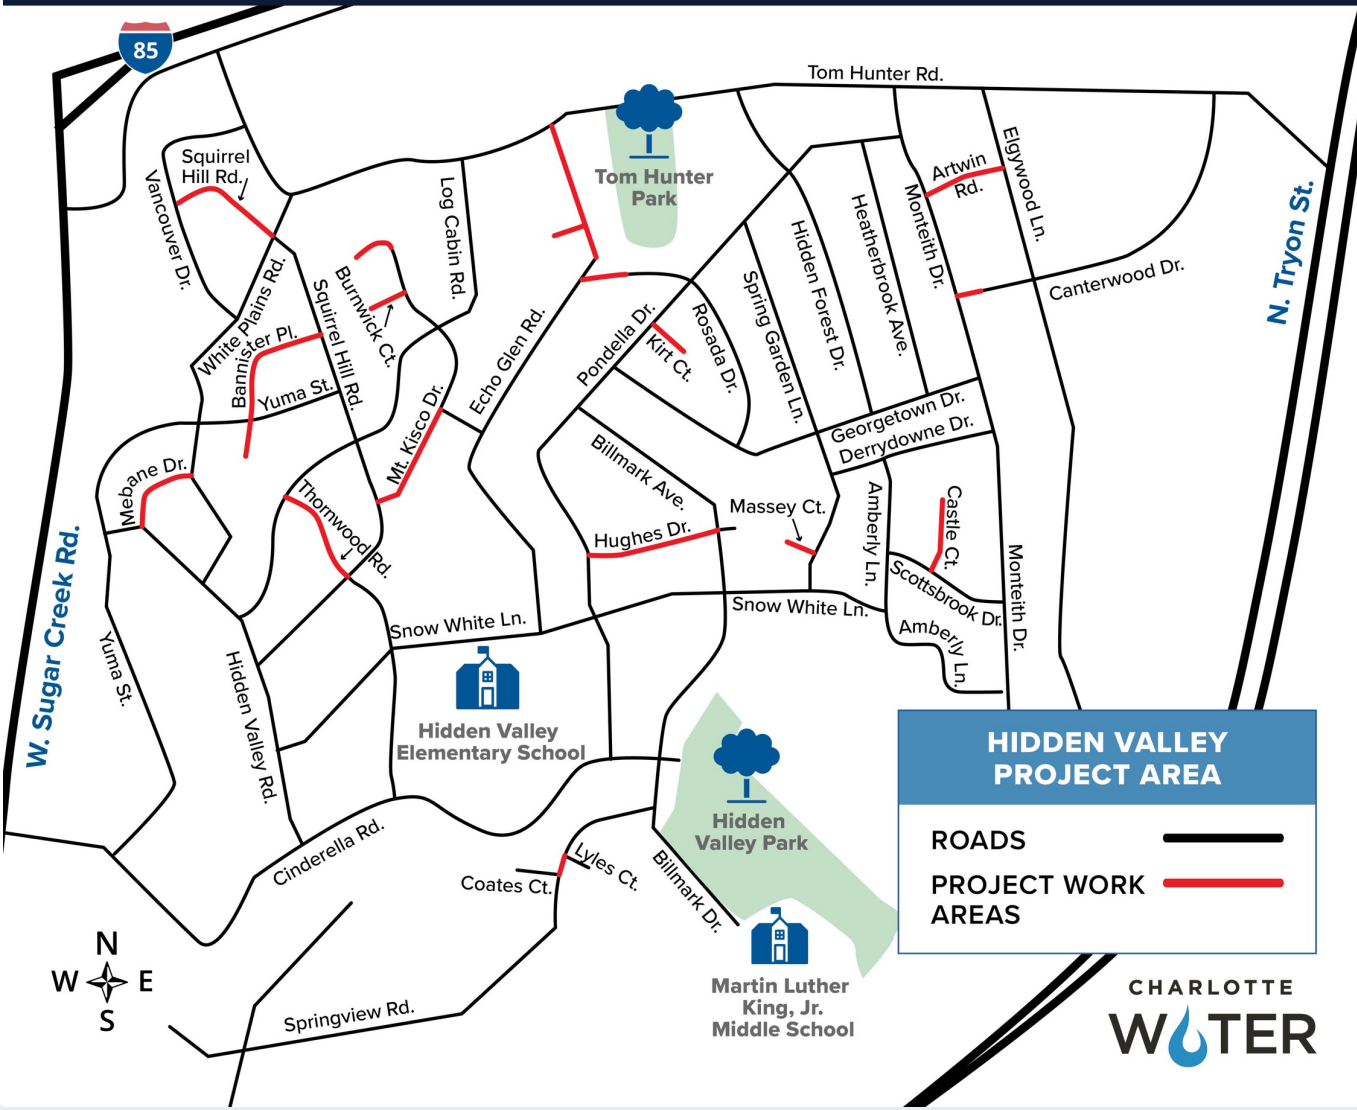 85
Tom Hunter Rd.
Squirrel
Hill Rd.
Vancouver Dr.
Log Cabin Rd.
Tom Hunter
Park
Artwin
Rd.
Elgywood Ln.
Monteith Dr.
Heatherbrook Ave.
Hidden Forest Dr.
Spring Garden Ln.
Canterwood Dr.
N. Tryon St.
White Plains Rd.
Squirrel Hill Rd.
Burnwick Ct.
Bannister Pl.
Yuma St.
Echo Glen Rd.
Pondella Dr.
Rosada Dr.
Kirt Ct.
Mt. Kisco Dr.
Georgetown Dr.
Derrydowne Dr.
Billmark Ave.
Mebane Dr.
Thornwood Rd.
Massey Ct.
Hughes Dr.
Amberly Ln.
Castle Ct.
Scottsbrook Dr.
Monteith Dr.
W. Sugar Creek Rd.
Snow White Ln.
Snow White Ln.
Amberly Ln.
Yuma St.
Hidden Valley Rd.
Hidden Valley
Elementary School
HIDDEN VALLEY
PROJECT AREA
ROADS
PROJECT WORK
AREAS
Hidden
Valley Park
Cinderella Rd.
Coates Ct.
Lyles Ct.
Billmark Dr.
N
W
E
S
Springview Rd.
Martin Luther
King, Jr.
Middle School
CHARLOTTE
WATER